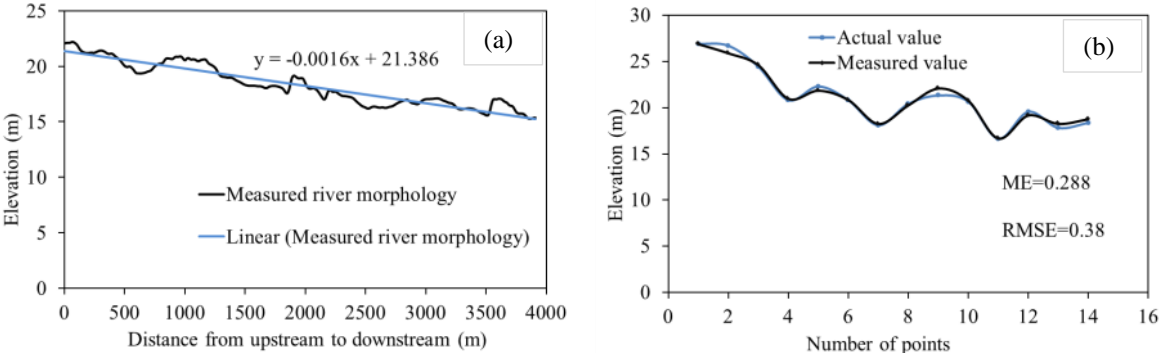 (a)
25
20
15
10
5
0
Elevation (m)
y = -0.0016x + 21.386
Measured river morphology
Linear (Measured river morphology)
0 500 1000 1500 2000 2500 3000 3500 4000
Distance from upstream to downstream (m)
(b)
30
25
20
15
10
5
0
Elevation (m)
Actual value
Measured value
ME=0.288
RMSE=0.38
0 2 4 6 8 10 12 14 16
Number of points